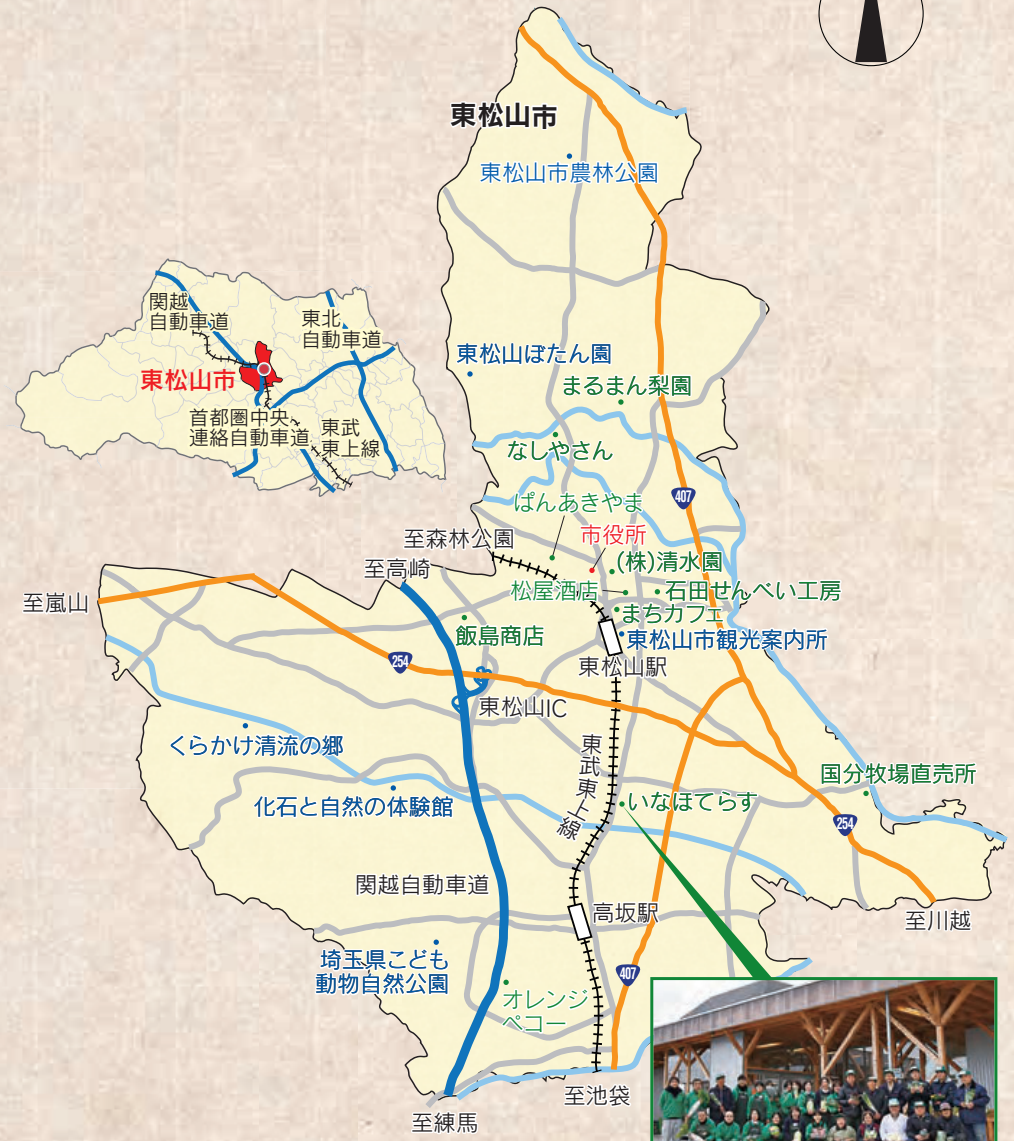 東松山市
東松山市農林公園
関越
自動車道
東北
自動車道
東松山市
首都圏中央
連絡自動車道
東武
東上線
東松山ぼたん園
まるまん梨園
なしやさん
ぱんあきやま
407
市役所
至森林公園
(株)清水園
至高崎
松屋酒店
石田せんべい工房
至嵐山
まちカフェ
飯島商店
東松山市観光案内所
254
東松山駅
東松山IC
くらかけ清流の郷
東武東上線
国分牧場直売所
化石と自然の体験館
いなほてらす
254
関越自動車道
高坂駅
至川越
埼玉県こども
動物自然公園
407
オレンジ
ペコー
至池袋
至練馬